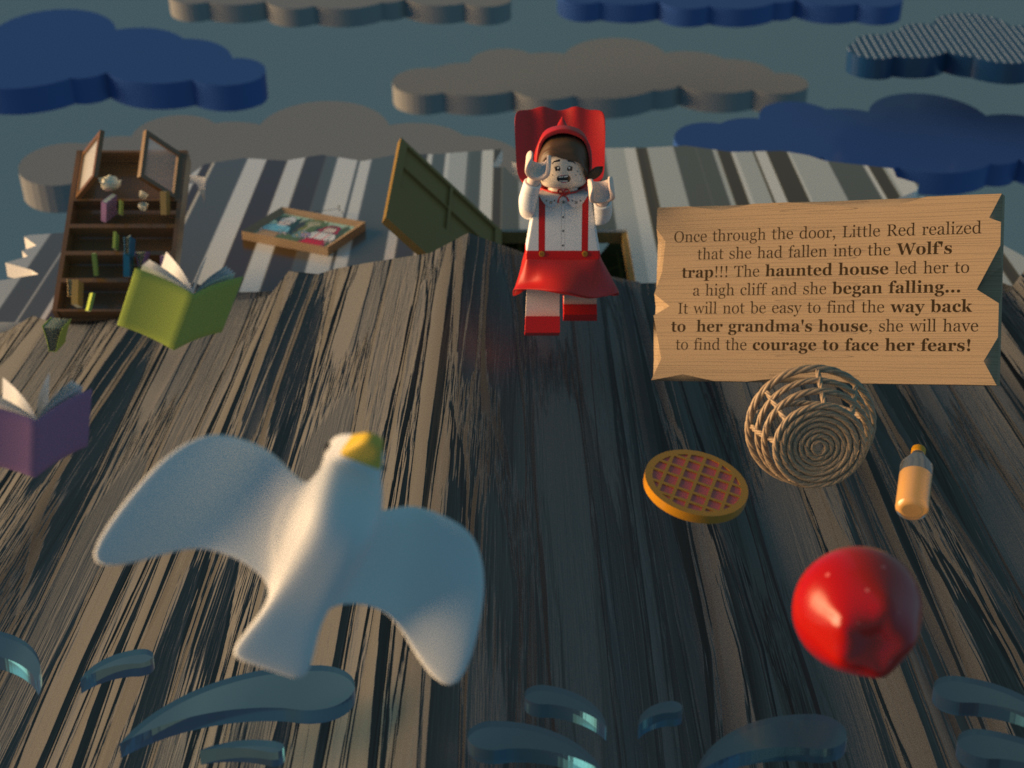 Once through the door, Little Red realized
that she had fallen into the Wolf's
trap!!! The haunted house led her to
a high cliff and she began falling...
It will not be easy to find the way back
to her grandma's house, she will have
to find the courage to face her fears!